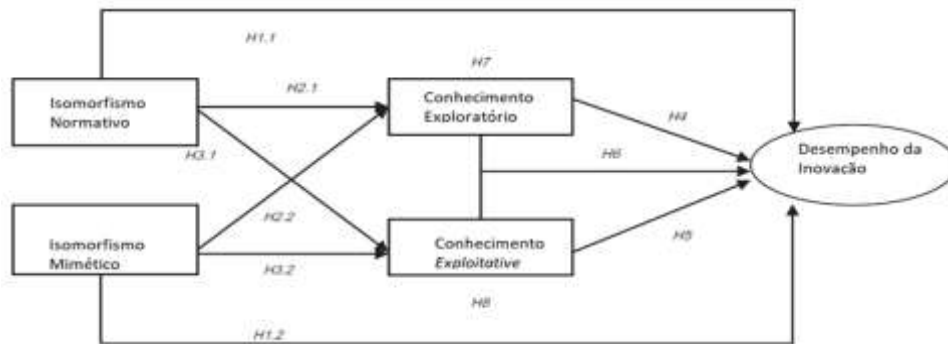 H1.1
H7
Isomorfismo
Normativo
H2.1
Conhecimento
Exploratório
H4
H3.1
H6
Desempenho da
Inovacão
H2.2
Isomorfismo
Mimético
H3.2
Conhecimento
Exploitative
H5
H8
H1.2